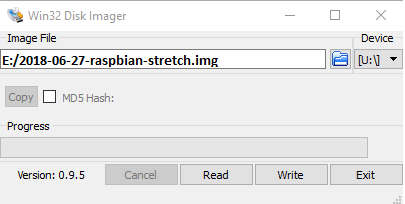 Win32 Disk Imager
Image File
Device
E:/2018-06-27-raspbian-stretch.img
[U:\]
Copy
MD5 Hash:
Progress
Version: 0.9.5
Cancel
Read
Write
Exit